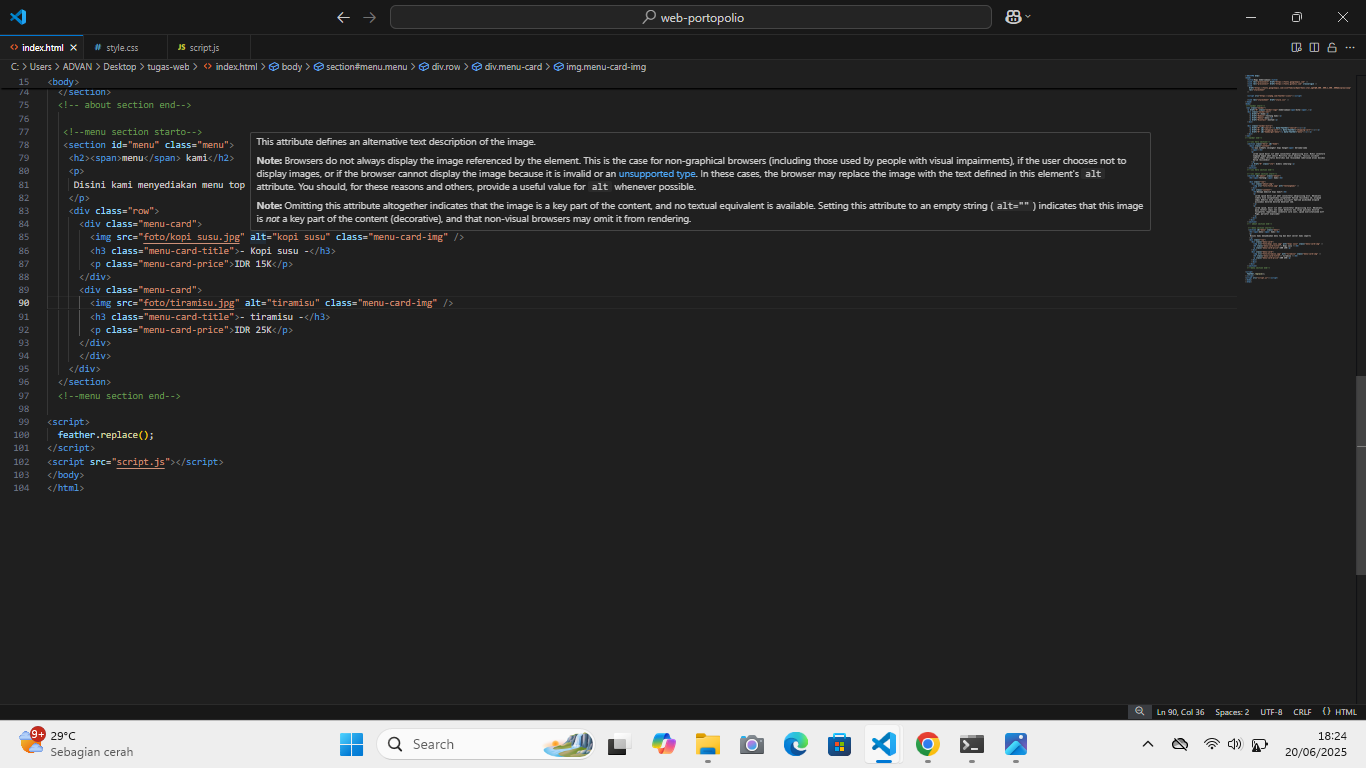 web-portopolio
index.html
style.css
JS script.js
C: > Users > ADVAN > Desktop > tugas-web > index.html > body > section#menu.menu > div.row > div.menu-card > img.menu-card-img
15 <body>
74 </section>
75 <!-- about section end-->
76
77 <!--menu section starto-->
78 <section id="menu" class="menu">
79 <h2><span>menu</span> kami</h2>
80 <p>
81 Disini kami menyediakan menu top
82 </p>
83 <div class="row">
84 <div class="menu-card">
85 <img src="foto/kopi susu.jpg" alt="kopi susu" class="menu-card-img" />
86 <h3 class="menu-card-title">- Kopi susu -</h3>
87 <p class="menu-card-price">IDR 15K</p>
88 </div>
89 <div class="menu-card">
90 <img src="foto/tiramisu.jpg" alt="tiramisu" class="menu-card-img" />
91 <h3 class="menu-card-title">- tiramisu -</h3>
92 <p class="menu-card-price">IDR 25K</p>
93 </div>
94 </div>
95 </div>
96 </section>
97 <!--menu section end-->
98
99 <script>
100 feather.replace();
101 </script>
102 <script src="script.js"></script>
103 </body>
104 </html>
This attribute defines an alternative text description of the image.
Note: Browsers do not always display the image referenced by the element. This is the case for non-graphical browsers (including those used by people with visual impairments), if the user chooses not to
display images, or if the browser cannot display the image because it is invalid or an unsupported type. In these cases, the browser may replace the image with the text defined in this element's alt
attribute. You should, for these reasons and others, provide a useful value for alt whenever possible.
Note: Omitting this attribute altogether indicates that the image is a key part of the content, and no textual equivalent is available. Setting this attribute to an empty string ( alt="" ) indicates that this image
is not a key part of the content (decorative), and that non-visual browsers may omit it from rendering.
Ln 90, Col 36
Spaces: 2
UTF-8
CRLF
{} HTML
9+
29°C
Sebagian cerah
Search
18:24
20/06/2025